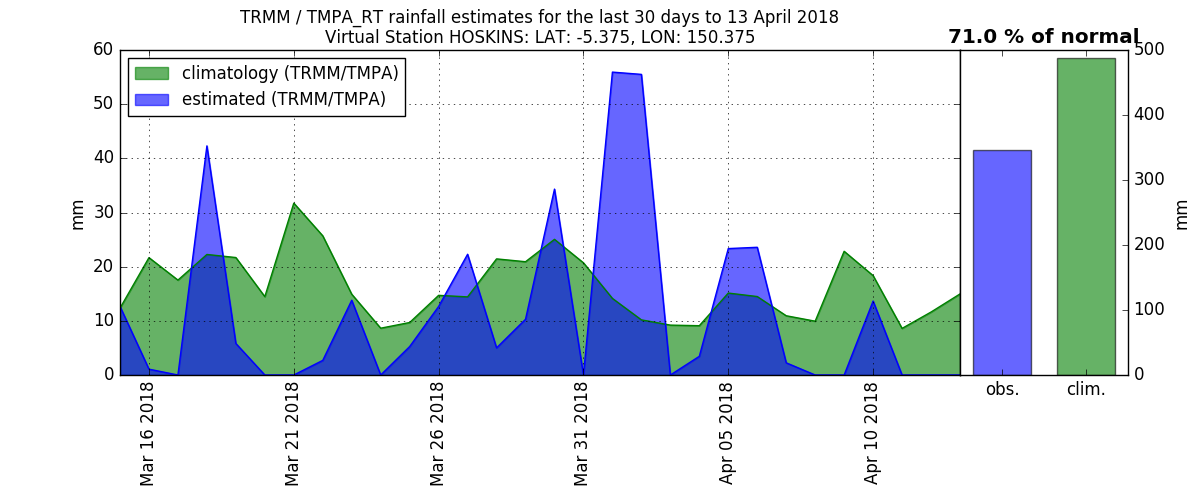 TRMM / TMPA_RT rainfall estimates for the last 30 days to 13 April 2018
Virtual Station HOSKINS: LAT: -5.375, LON: 150.375
71.0 % of normal
climatology (TRMM/TMPA)
estimated (TRMM/TMPA)
60
50
40
30
20
10
0
mm
Mar 16 2018
Mar 21 2018
Mar 26 2018
Mar 31 2018
Apr 05 2018
Apr 10 2018
500
400
300
200
100
0
mm
obs.
clim.